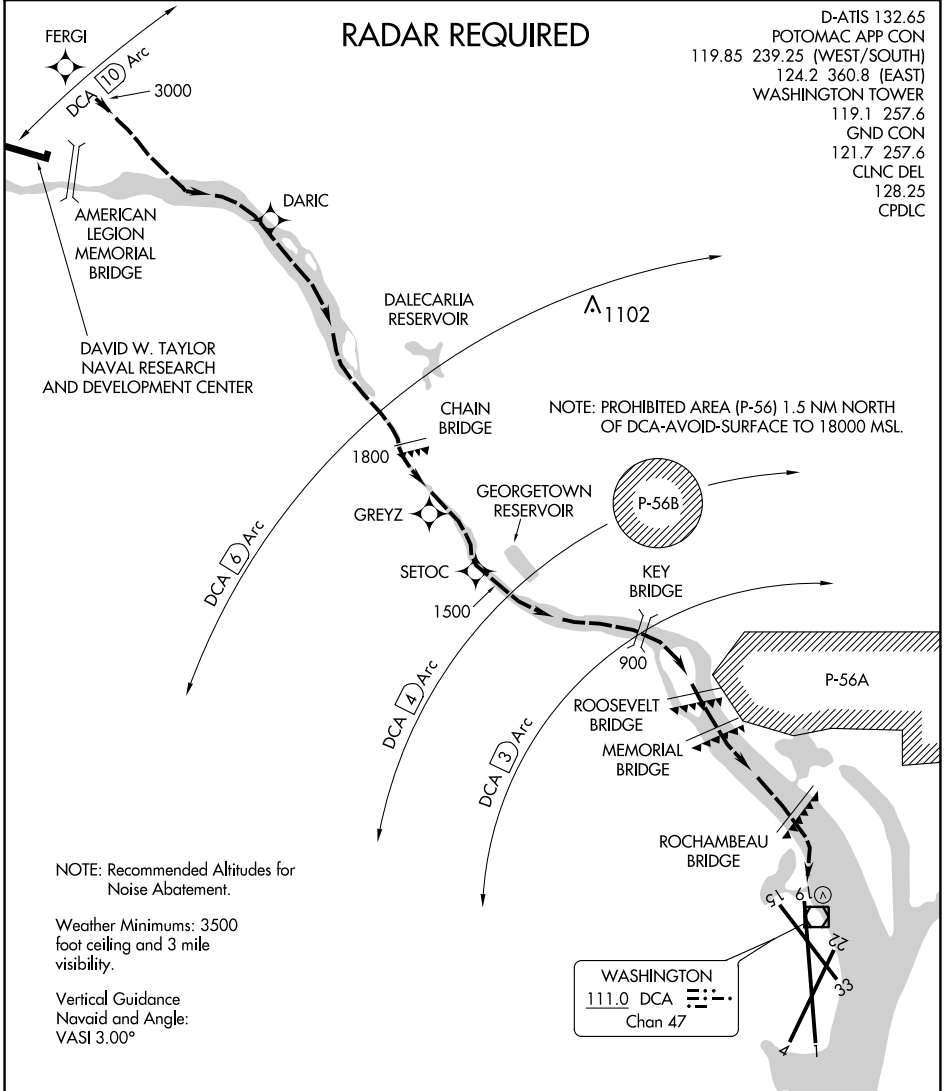 RADAR REQUIRED
D-ATIS 132.65
POTOMAC APP CON
119.85 239.25 (WEST/SOUTH)
124.2 360.8 (EAST)
WASHINGTON TOWER
119.1 257.6
GND CON
121.7 257.6
CLNC DEL
128.25
CPDLC
FERGI
DCA 10 Arc
3000
AMERICAN
LEGION
MEMORIAL
BRIDGE
DARIC
DAVID W. TAYLOR
NAVAL RESEARCH
AND DEVELOPMENT CENTER
DALECARLIA
RESERVOIR
1102
NOTE: PROHIBITED AREA (P-56) 1.5 NM NORTH
OF DCA-AVOID-SURFACE TO 18000 MSL.
CHAIN
BRIDGE
1800
GREYZ
GEORGETOWN
RESERVOIR
P-56B
DCA 6 Arc
SETOC
1500
KEY
BRIDGE
900
P-56A
DCA 4 Arc
ROOSEVELT
BRIDGE
MEMORIAL
BRIDGE
DCA 3 Arc
ROCHAMBEAU
BRIDGE
NOTE: Recommended Altitudes for
Noise Abatement.
Weather Minimums: 3500
foot ceiling and 3 mile
visibility.
Vertical Guidance
Navaid and Angle:
VASI 3.00°
15
19
V
22
33
4
1
WASHINGTON
111.0 DCA
Chan 47